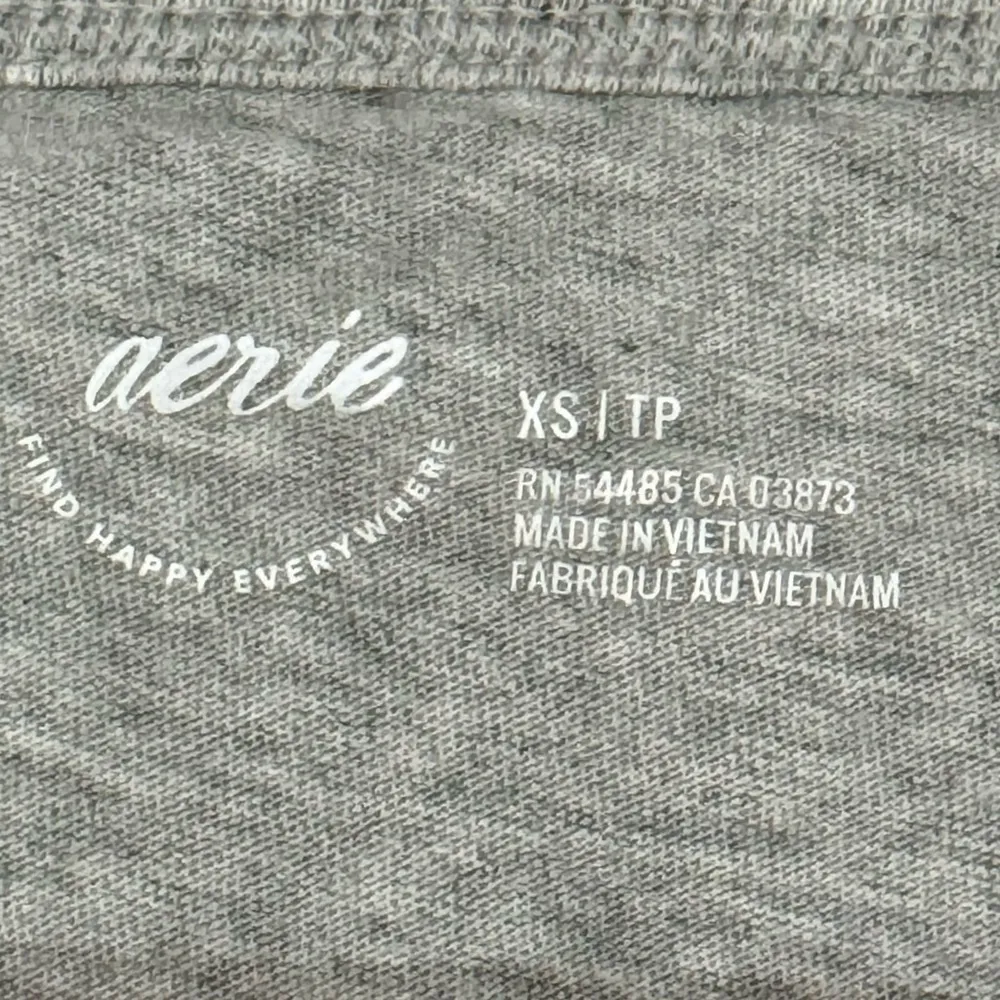 aerie
FIND HAPPY EVERYWHERE
XS | TP
RN 54485 CA 03873
MADE IN VIETNAM
FABRIQUÉ AU VIETNAM